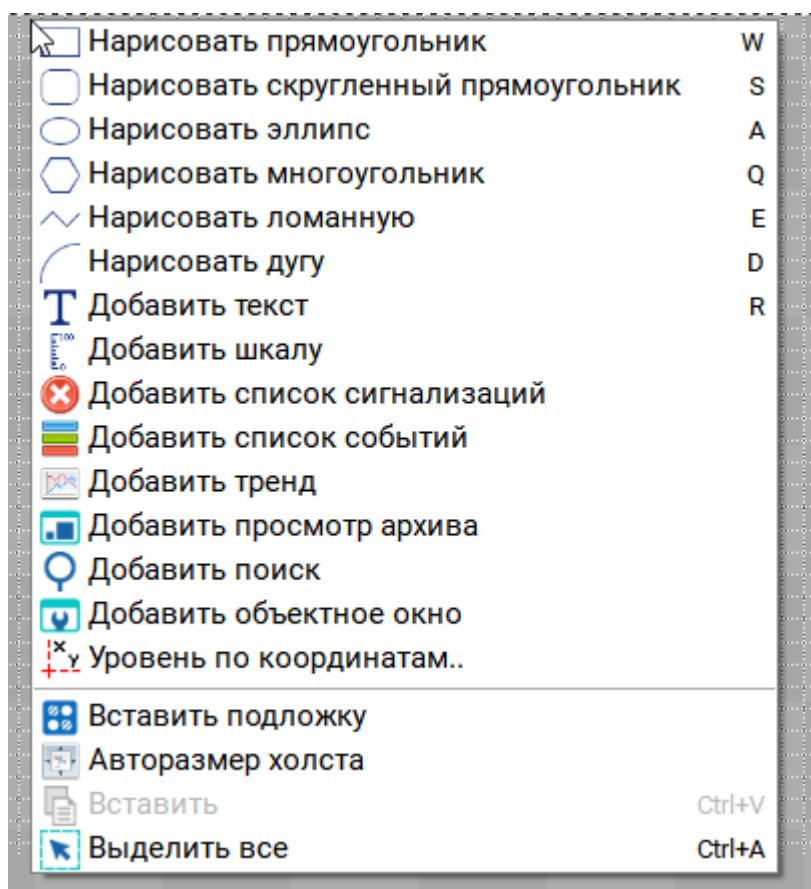 Нарисовать прямоугольник W
Нарисовать скругленный прямоугольник S
Нарисовать эллипс A
Нарисовать многоугольник Q
Нарисовать ломанную E
Нарисовать дугу D
T Добавить текст R
100
0
Добавить шкалу
Добавить список сигнализаций
Добавить список событий
Добавить тренд
Добавить просмотр архива
Добавить поиск
Добавить объектное окно
X Y Уровень по координатам..
Вставить подложку
Авторазмер холста
Вставить Ctrl+V
Выделить все Ctrl+A